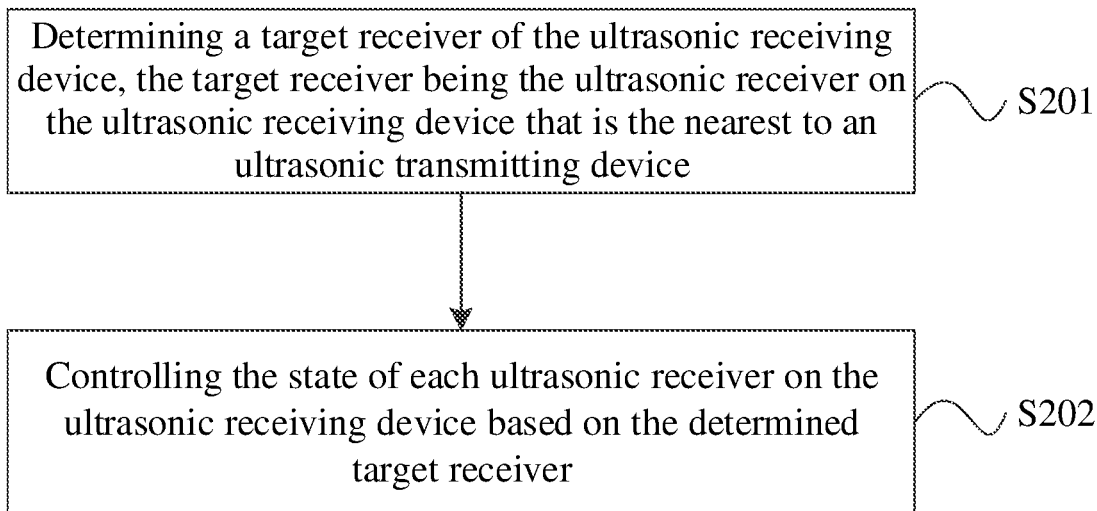 Determining a target receiver of the ultrasonic receiving
device, the target receiver being the ultrasonic receiver on
the ultrasonic receiving device that is the nearest to an
ultrasonic transmitting device
S201
Controlling the state of each ultrasonic receiver on the
ultrasonic receiving device based on the determined
target receiver
S202